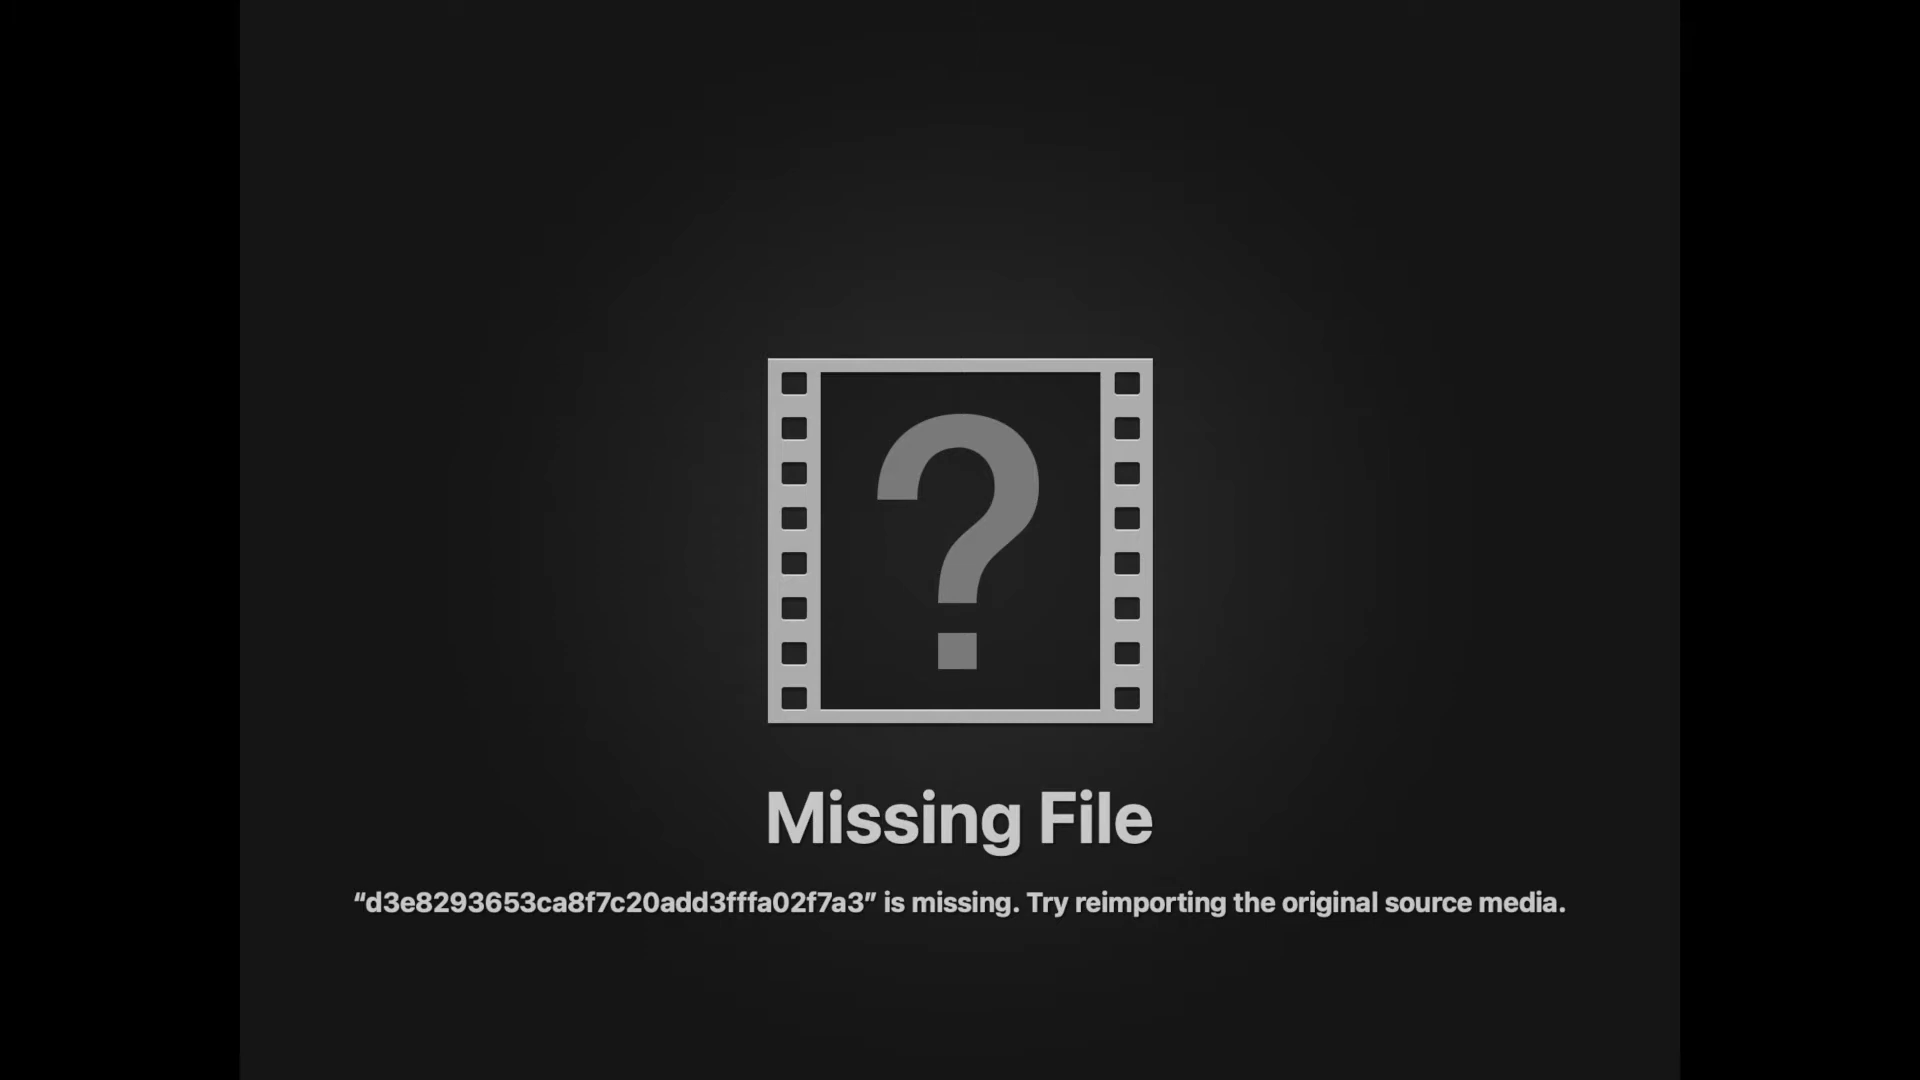 ?
Missing File
“d3e8293653ca8f7c20add3fffa02f7a3” is missing. Try reimporting the original source media.